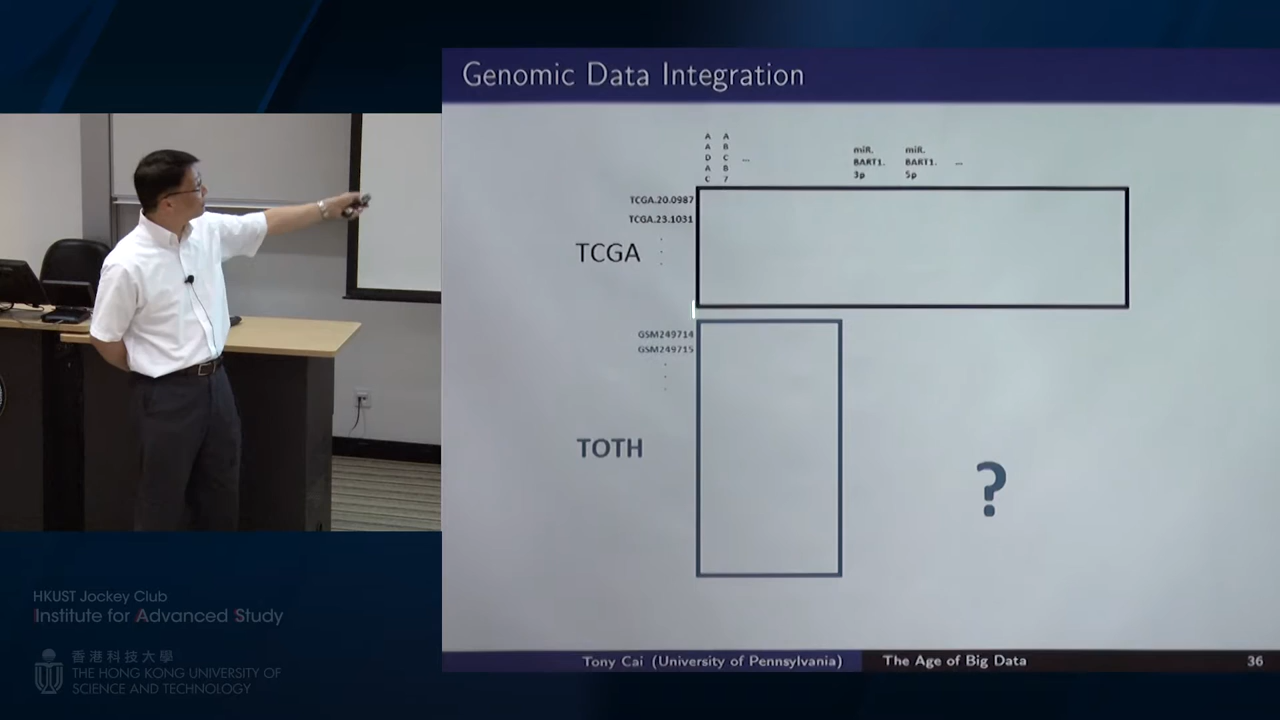 Genomic Data Integration
A A
A B
D C ...
A B
C 7
miR. miR. ...
BART1. BART1.
3p 5p
TCGA.20.0987
TCGA.23.1031
TCGA
GSM249714
GSM249715
TOTH
?
Tony Cai (University of Pennsylvania) The Age of Big Data 36
HKUST Jockey Club
Institute for Advanced Study
香港科技大學
THE HONG KONG UNIVERSITY OF
SCIENCE AND TECHNOLOGY